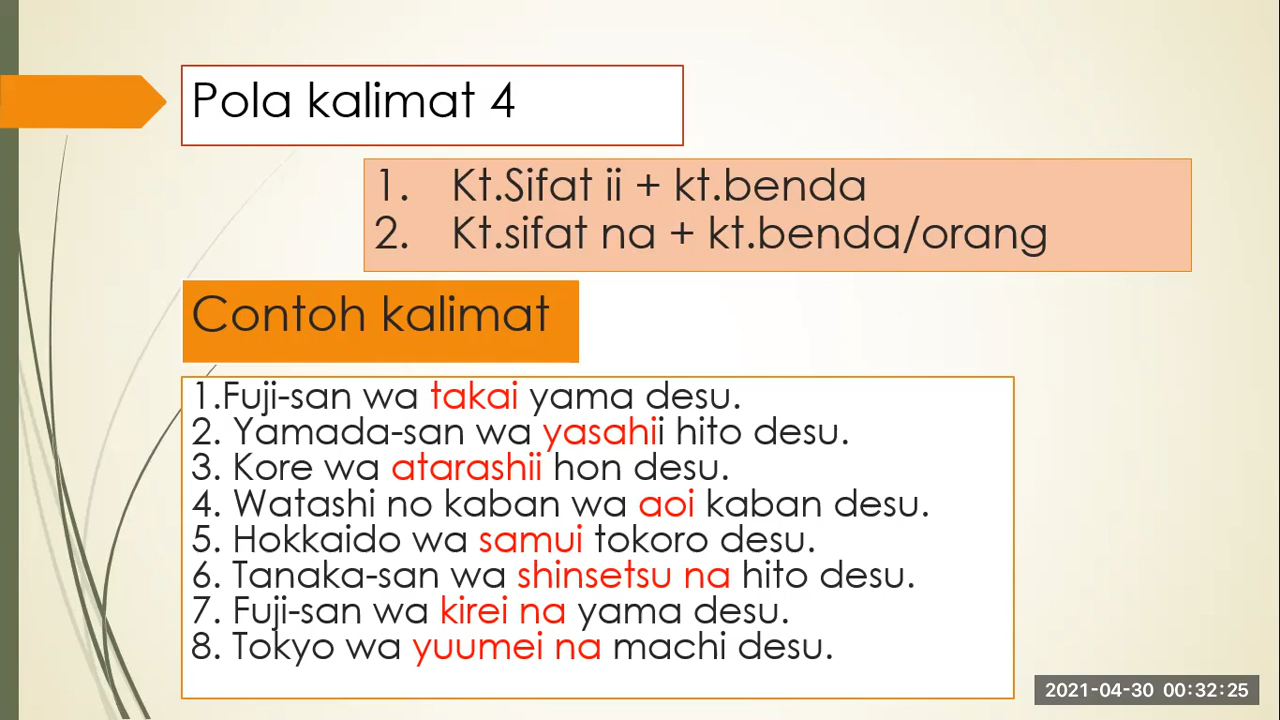 Pola kalimat 4
1. Kt.Sifat ii + kt.benda
2. Kt.sifat na + kt.benda/orang
Contoh kalimat
1.Fuji-san wa takai yama desu.
2. Yamada-san wa yasahii hito desu.
3. Kore wa atarashii hon desu.
4. Watashi no kaban wa aoi kaban desu.
5. Hokkaido wa samui tokoro desu.
6. Tanaka-san wa shinsetsu na hito desu.
7. Fuji-san wa kirei na yama desu.
8. Tokyo wa yuumei na machi desu.
2021-04-30 00:32:25